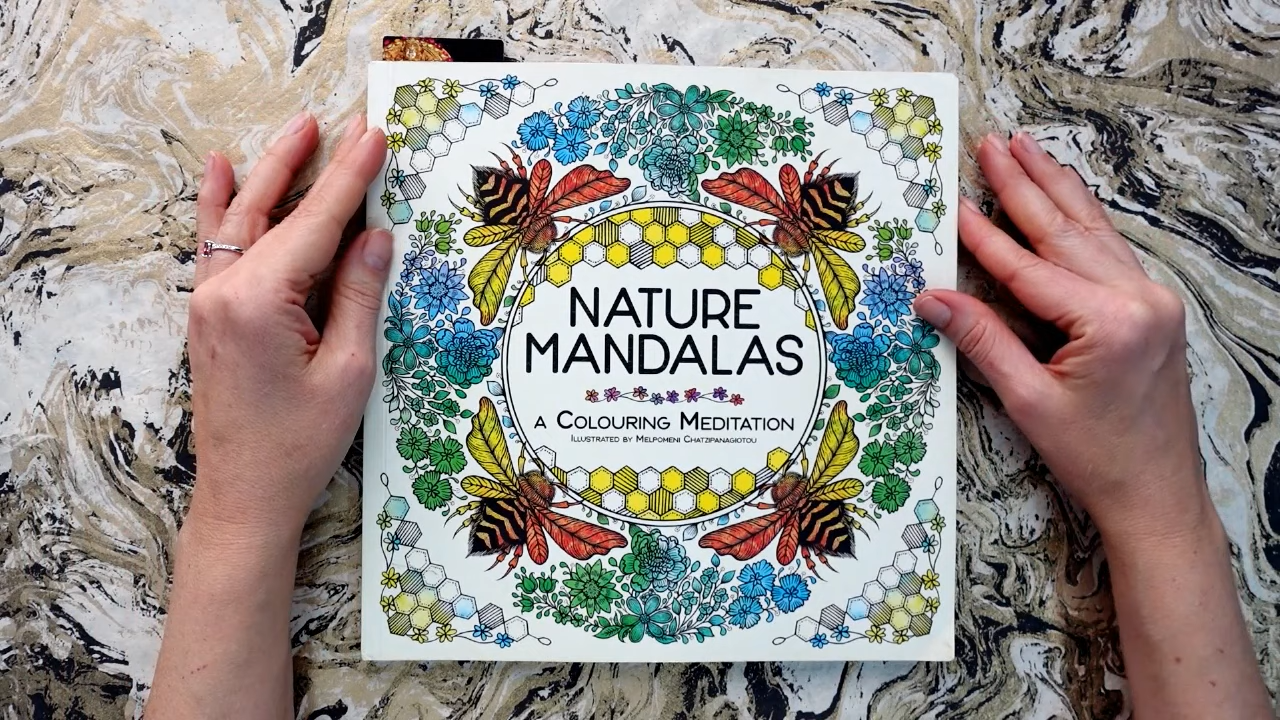 NATURE
MANDALAS
A COLOURING MEDITATION
ILLUSTRATED BY MELPOMENI CHATZIPANAGIOTOU